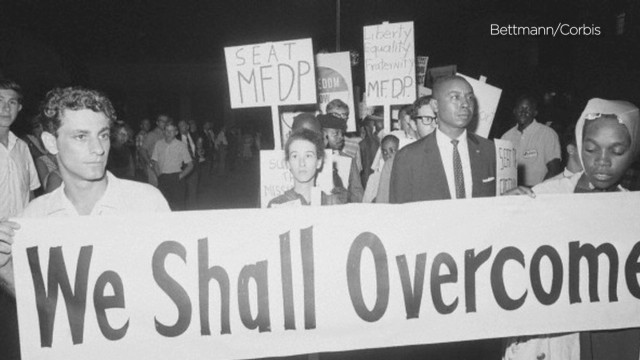 Bettmann/Corbis
SEAT
MFDP
Liberty
Equality
Fraternity
MFDP
We Shall Overcome